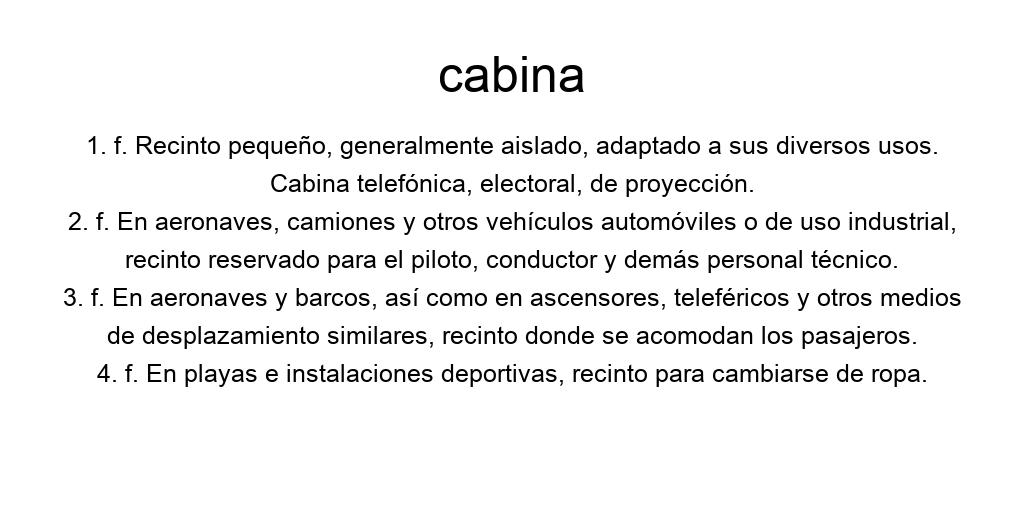 cabina
1. f. Recinto pequeño, generalmente aislado, adaptado a sus diversos usos.
Cabina telefónica, electoral, de proyección.
2. f. En aeronaves, camiones y otros vehículos automóviles o de uso industrial,
recinto reservado para el piloto, conductor y demás personal técnico.
3. f. En aeronaves y barcos, así como en ascensores, teleféricos y otros medios
de desplazamiento similares, recinto donde se acomodan los pasajeros.
4. f. En playas e instalaciones deportivas, recinto para cambiarse de ropa.